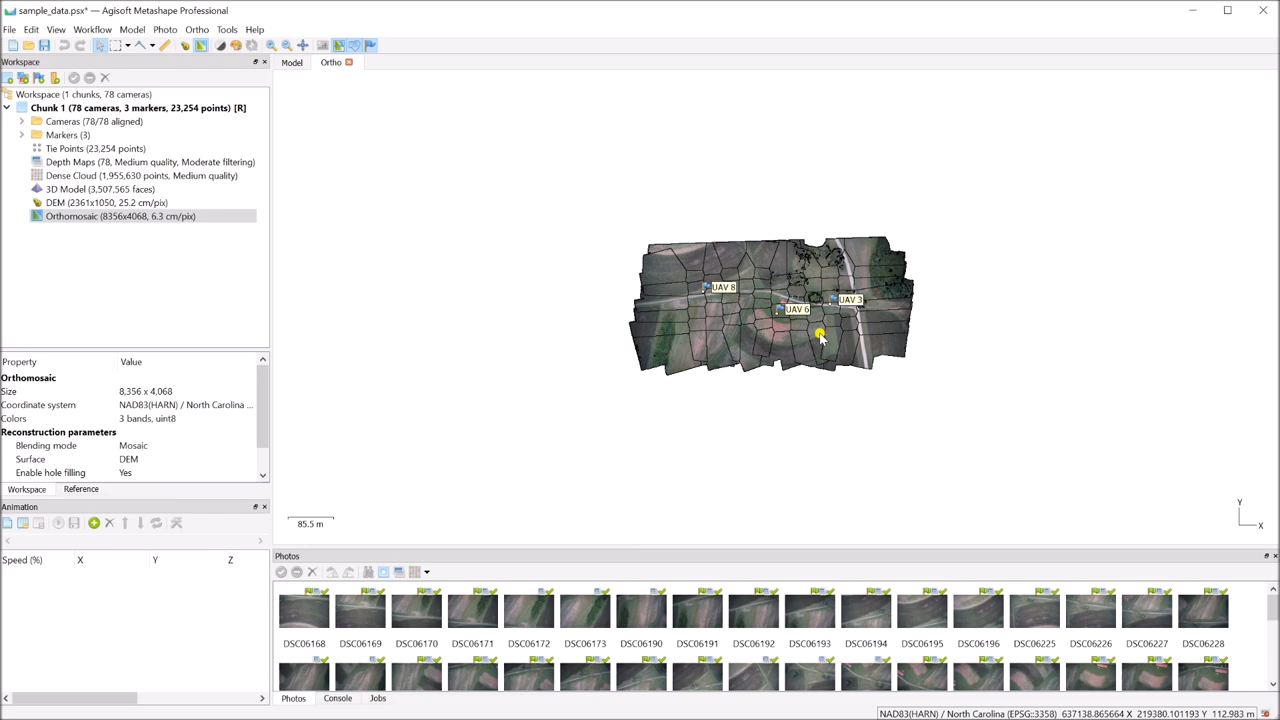 sample_data.psx* — Agisoft Metashape Professional
File Edit View Workflow Model Photo Ortho Tools Help
Workspace
Model Ortho
Workspace (1 chunks, 78 cameras)
Chunk 1 (78 cameras, 3 markers, 23,254 points) [R]
Cameras (78/78 aligned)
Markers (3)
Tie Points (23,254 points)
Depth Maps (78, Medium quality, Moderate filtering)
Dense Cloud (1,955,630 points, Medium quality)
3D Model (3,507,565 faces)
DEM (2361x1050, 25.2 cm/pix)
Orthomosaic (8356x4068, 6.3 cm/pix)
UAV 8
UAV 6
UAV 3
Property Value
Orthomosaic
Size 8,356 x 4,068
Coordinate system NAD83(HARN) / North Carolina ...
Colors 3 bands, uint8
Reconstruction parameters
Blending mode Mosaic
Surface DEM
Enable hole filling Yes
Workspace Reference
85.5 m
Y
X
Animation
Speed (%) X Y Z
Photos
DSC06168 DSC06169 DSC06170 DSC06171 DSC06172 DSC06173 DSC06190 DSC06191 DSC06192 DSC06193 DSC06194 DSC06195 DSC06196 DSC06225 DSC06226 DSC06227 DSC06228
Photos Console Jobs
NAD83(HARN) / North Carolina (EPSG::3358) 637138.865664 X 219380.101193 Y 112.983 m